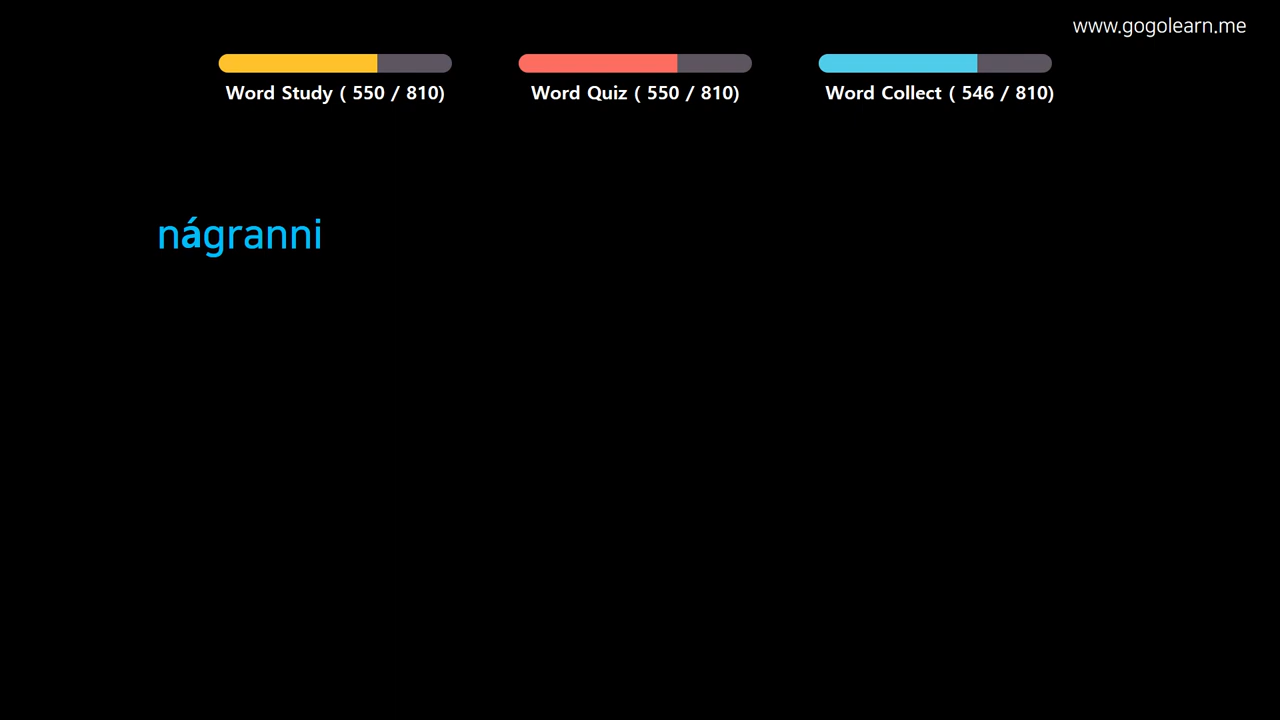 www.gogolearn.me
Word Study ( 550 / 810)
Word Quiz ( 550 / 810)
Word Collect ( 546 / 810)
nágranni